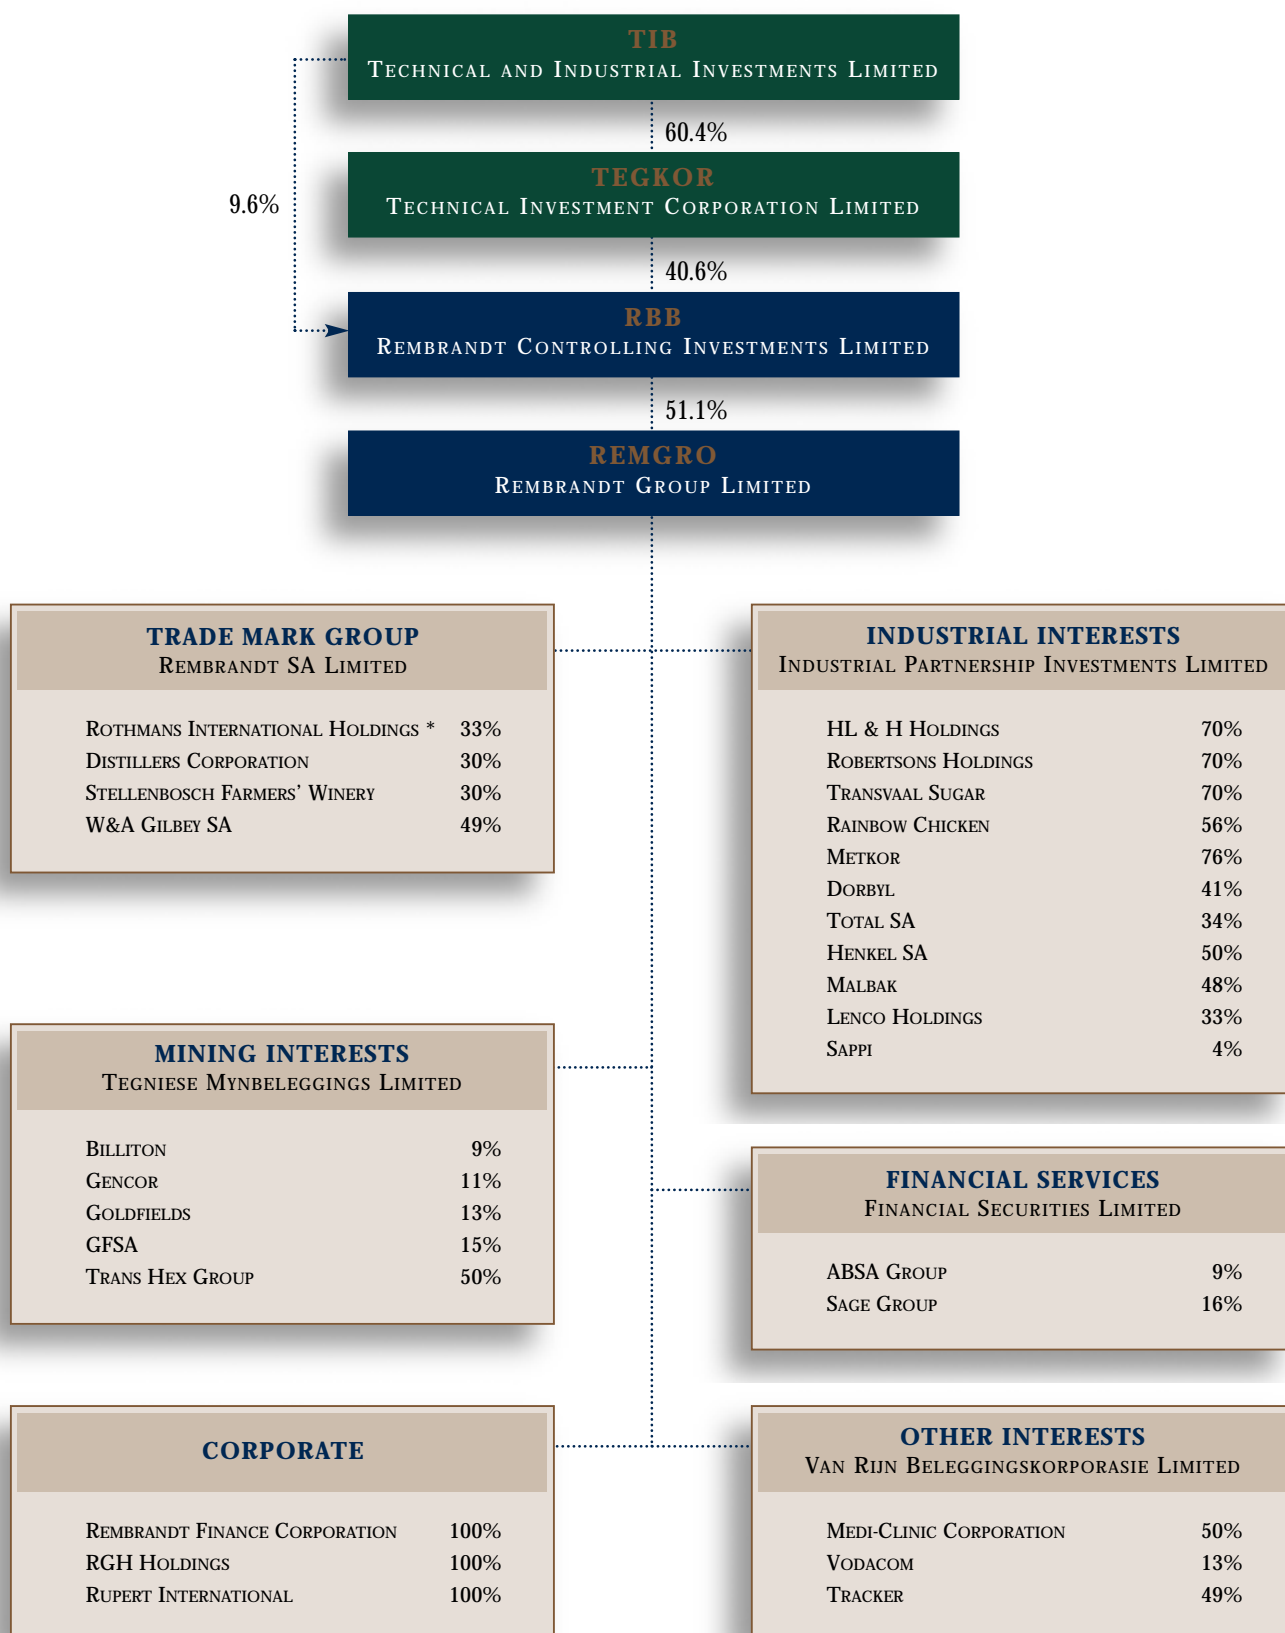 TIB
Technical and Industrial Investments Limited
60.4%
TEGKOR
Technical Investment Corporation Limited
9.6%
40.6%
RBB
Rembrandt Controlling Investments Limited
51.1%
REMGRO
Rembrandt Group Limited
TRADE MARK GROUP
Rembrandt SA Limited
Rothmans International Holdings * 33%
Distillers Corporation 30%
Stellenbosch Farmers’ Winery 30%
W&A Gilbey SA 49%
INDUSTRIAL INTERESTS
Industrial Partnership Investments Limited
HL & H Holdings 70%
Robertsons Holdings 70%
Transvaal Sugar 70%
Rainbow Chicken 56%
Metkor 76%
Dorbyl 41%
Total SA 34%
Henkel SA 50%
Malbak 48%
Lenco Holdings 33%
Sappi 4%
MINING INTERESTS
Tegniese Mynbeleggings Limited
Billiton 9%
Gencor 11%
Goldfields 13%
GFSA 15%
Trans Hex Group 50%
FINANCIAL SERVICES
Financial Securities Limited
ABSA Group 9%
Sage Group 16%
CORPORATE
Rembrandt Finance Corporation 100%
RGH Holdings 100%
Rupert International 100%
OTHER INTERESTS
Van Rijn Beleggingskorporasie Limited
Medi-Clinic Corporation 50%
Vodacom 13%
Tracker 49%